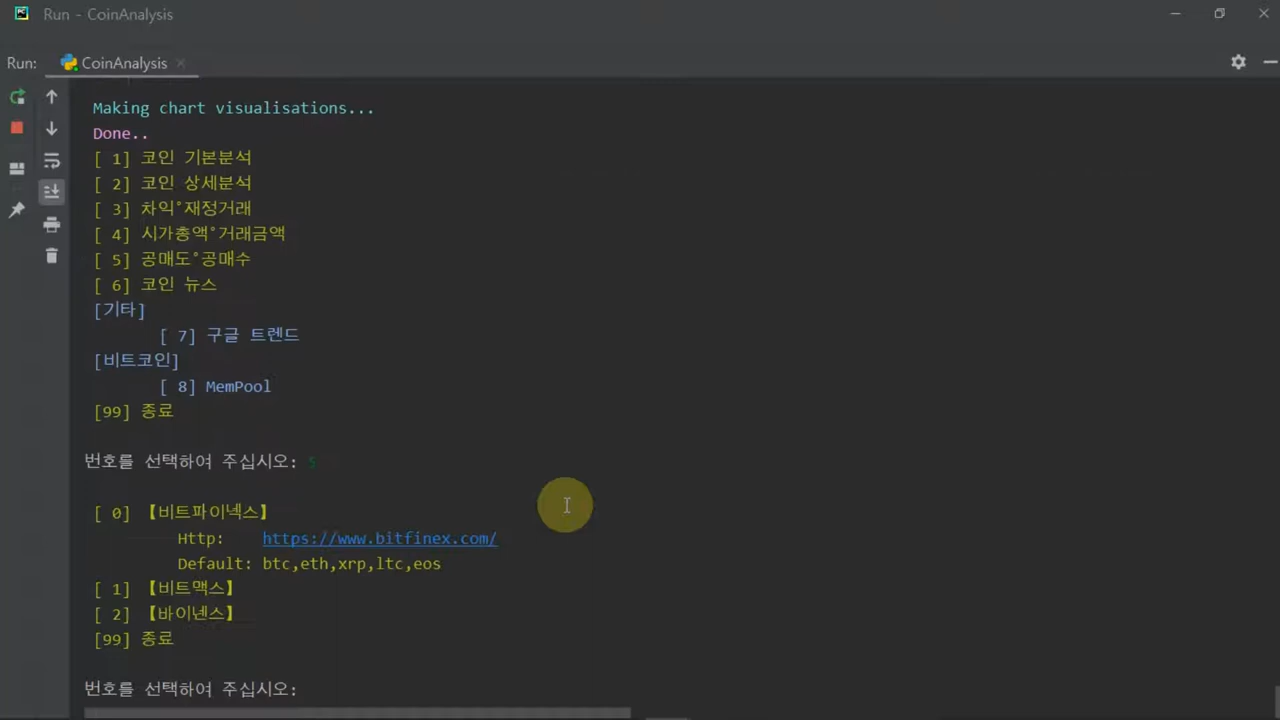 Run - CoinAnalysis
Run: CoinAnalysis
Making chart visualisations...
Done..
[ 1] 코인 기본분석
[ 2] 코인 상세분석
[ 3] 차익°재정거래
[ 4] 시가총액°거래금액
[ 5] 공매도°공매수
[ 6] 코인 뉴스
[기타]
[ 7] 구글 트렌드
[비트코인]
[ 8] MemPool
[99] 종료
번호를 선택하여 주십시오: 5
[ 0] 【비트파이넥스】
Http: https://www.bitfinex.com/
Default: btc,eth,xrp,ltc,eos
[ 1] 【비트맥스】
[ 2] 【바이넨스】
[99] 종료
번호를 선택하여 주십시오: